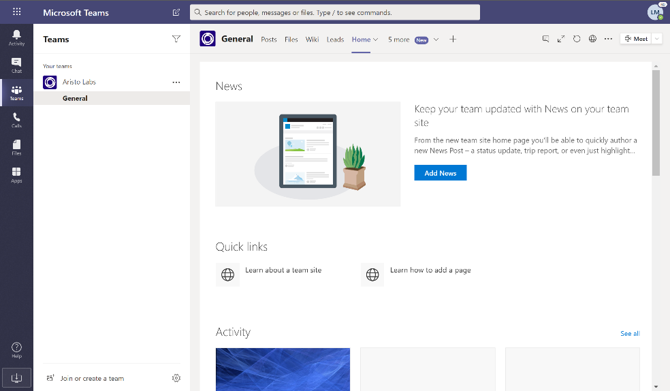 Microsoft Teams
Search for people, messages or files. Type / to see commands.
LM
Activity
Chat
Teams
Calls
Files
Apps
Help
Teams
Your teams
Aristo Labs
General
Join or create a team
General
Posts
Files
Wiki
Leads
Home
5 more
New
Meet
News
Keep your team updated with News on your team
site
From the new team site home page you'll be able to quickly author a
new News Post – a status update, trip report, or even just highlight...
Add News
Quick links
Learn about a team site
Learn how to add a page
Activity
See all